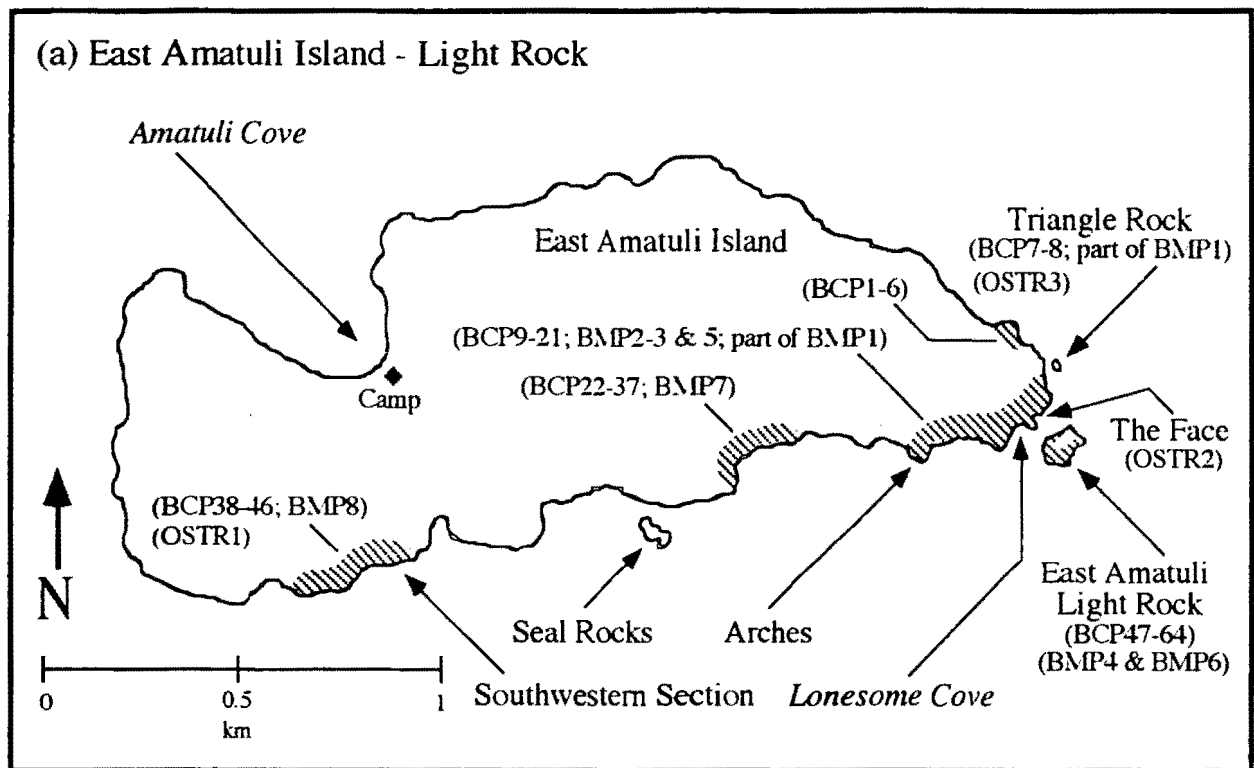 (a) East Amatuli Island - Light Rock
Amatuli Cove
East Amatuli Island
Triangle Rock
(BCP7-8; part of BMP1)
(OSTR3)
(BCP1-6)
(BCP9-21; BMP2-3 & 5; part of BMP1)
(BCP22-37; BMP7)
Camp
The Face
(OSTR2)
(BCP38-46; BMP8)
(OSTR1)
N
East Amatuli
Light Rock
(BCP47-64)
(BMP4 & BMP6)
Seal Rocks
Arches
Southwestern Section
Lonesome Cove
0
0.5
1
km